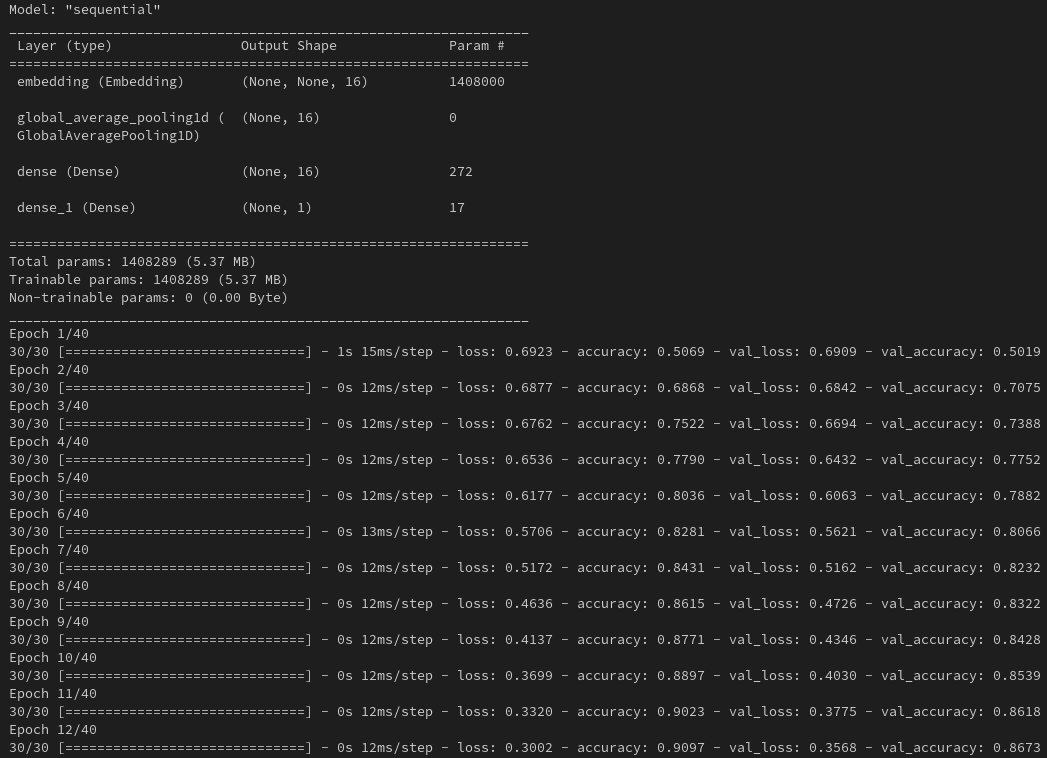 Model: "sequential"
_________________________________________________________________
 Layer (type)                Output Shape              Param #
=================================================================
 embedding (Embedding)       (None, None, 16)          1408000
 global_average_pooling1d (  (None, 16)                0
 GlobalAveragePooling1D)
 dense (Dense)               (None, 16)                272
 dense_1 (Dense)             (None, 1)                 17
=================================================================
Total params: 1408289 (5.37 MB)
Trainable params: 1408289 (5.37 MB)
Non-trainable params: 0 (0.00 Byte)
_________________________________________________________________
Epoch 1/40
30/30 [==============================] - 1s 15ms/step - loss: 0.6923 - accuracy: 0.5069 - val_loss: 0.6909 - val_accuracy: 0.5019
Epoch 2/40
30/30 [==============================] - 0s 12ms/step - loss: 0.6877 - accuracy: 0.6868 - val_loss: 0.6842 - val_accuracy: 0.7075
Epoch 3/40
30/30 [==============================] - 0s 12ms/step - loss: 0.6762 - accuracy: 0.7522 - val_loss: 0.6694 - val_accuracy: 0.7388
Epoch 4/40
30/30 [==============================] - 0s 12ms/step - loss: 0.6536 - accuracy: 0.7790 - val_loss: 0.6432 - val_accuracy: 0.7752
Epoch 5/40
30/30 [==============================] - 0s 12ms/step - loss: 0.6177 - accuracy: 0.8036 - val_loss: 0.6063 - val_accuracy: 0.7882
Epoch 6/40
30/30 [==============================] - 0s 13ms/step - loss: 0.5706 - accuracy: 0.8281 - val_loss: 0.5621 - val_accuracy: 0.8066
Epoch 7/40
30/30 [==============================] - 0s 12ms/step - loss: 0.5172 - accuracy: 0.8431 - val_loss: 0.5162 - val_accuracy: 0.8232
Epoch 8/40
30/30 [==============================] - 0s 12ms/step - loss: 0.4636 - accuracy: 0.8615 - val_loss: 0.4726 - val_accuracy: 0.8322
Epoch 9/40
30/30 [==============================] - 0s 12ms/step - loss: 0.4137 - accuracy: 0.8771 - val_loss: 0.4346 - val_accuracy: 0.8428
Epoch 10/40
30/30 [==============================] - 0s 12ms/step - loss: 0.3699 - accuracy: 0.8897 - val_loss: 0.4030 - val_accuracy: 0.8539
Epoch 11/40
30/30 [==============================] - 0s 12ms/step - loss: 0.3320 - accuracy: 0.9023 - val_loss: 0.3775 - val_accuracy: 0.8618
Epoch 12/40
30/30 [==============================] - 0s 12ms/step - loss: 0.3002 - accuracy: 0.9097 - val_loss: 0.3568 - val_accuracy: 0.8673